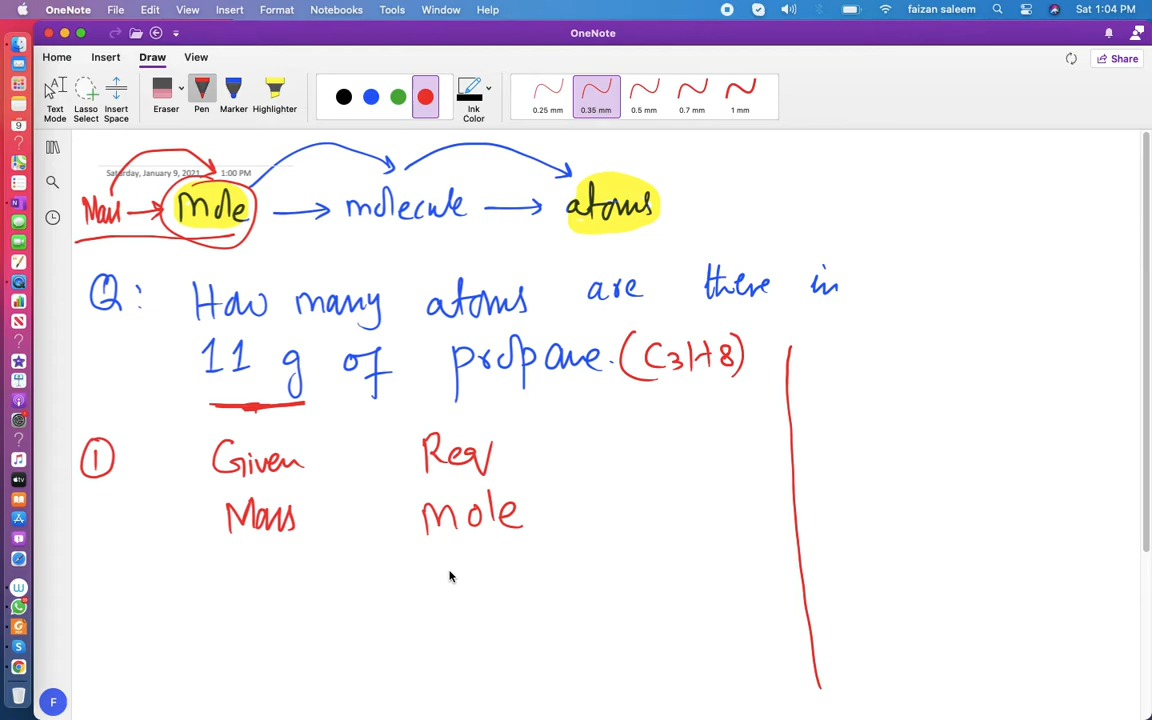 OneNote File Edit View Insert Format Notebooks Tools Window Help faizan saleem Sat 1:04 PM
OneNote
Home Insert Draw View Share
Text Mode Lasso Select Insert Space Eraser Pen Marker Highlighter Ink Color 0.25 mm 0.35 mm 0.5 mm 0.7 mm 1 mm
Saturday, January 9, 2021 1:00 PM
Mass → mole → molecule → atoms
Q: How many atoms are there in
11 g of propane. (C3H8)
① Given Req
Mass mole
F